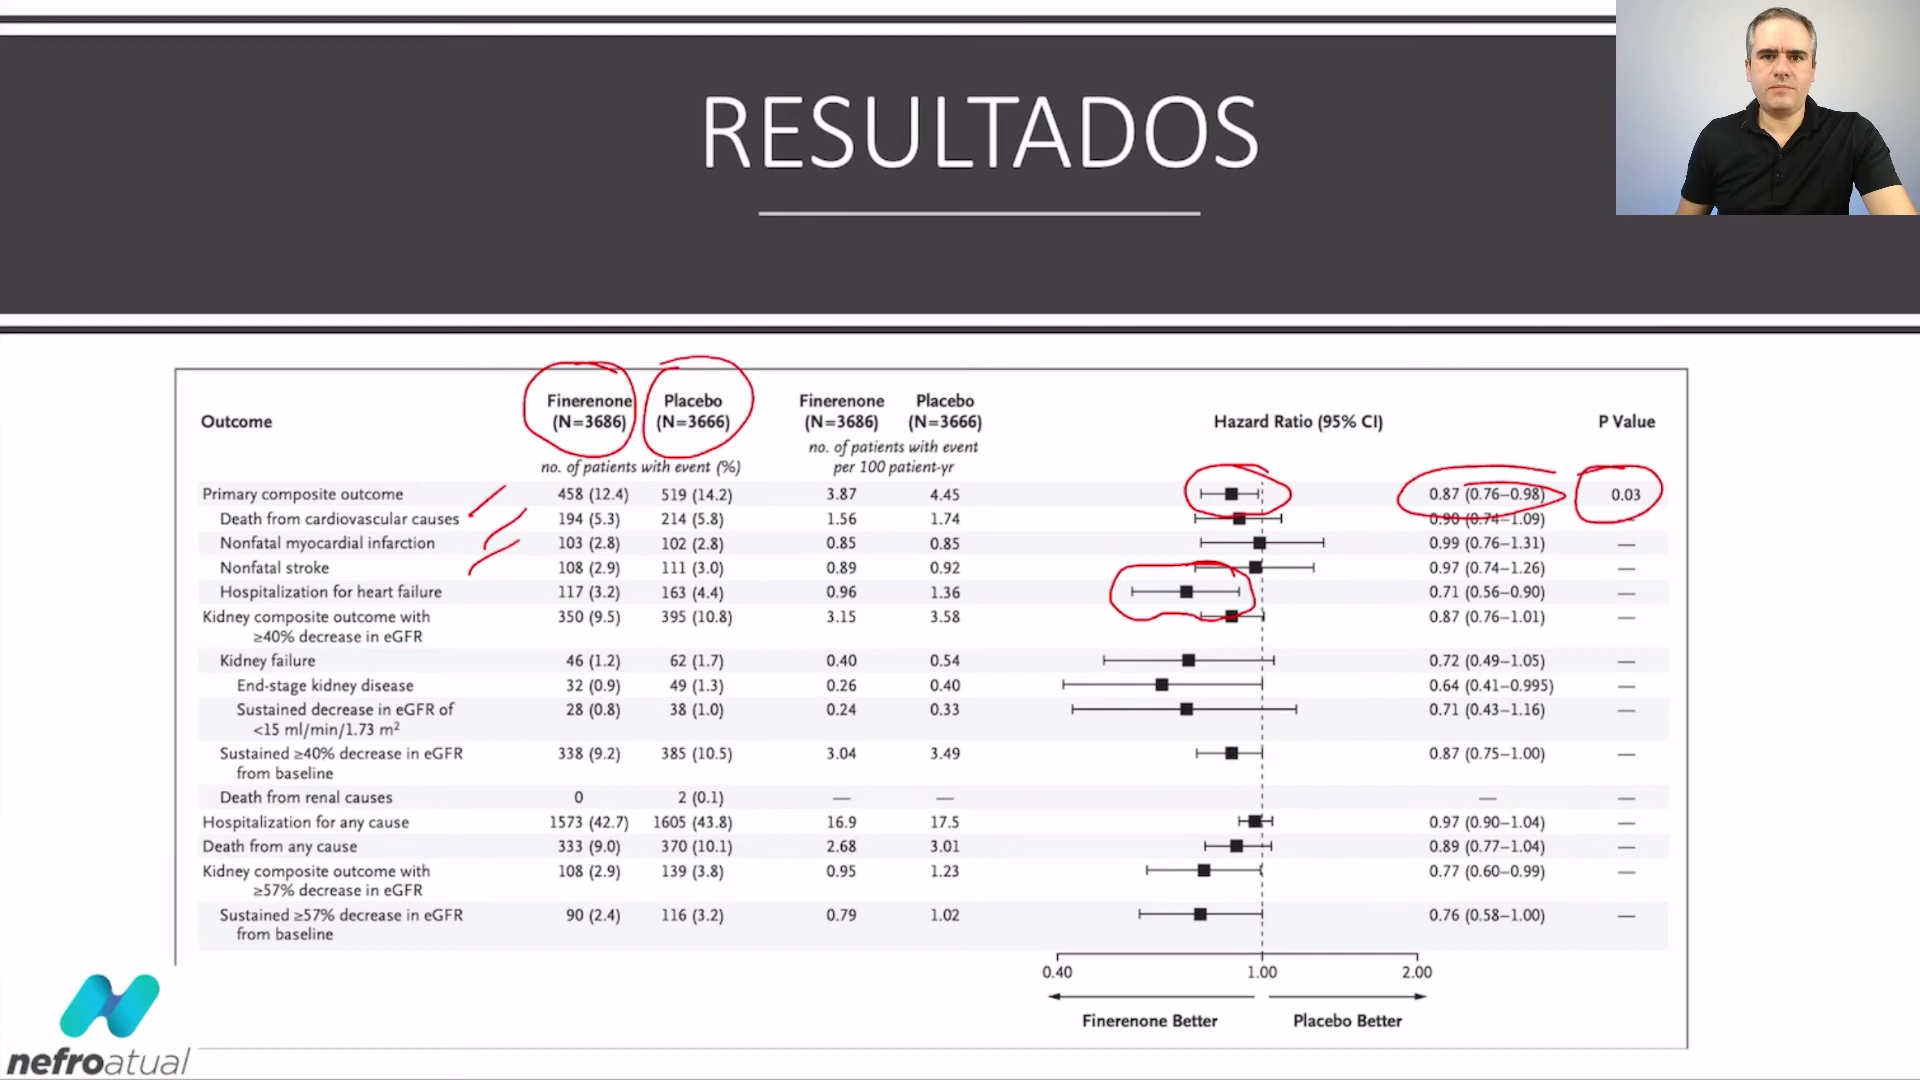 RESULTADOS
Outcome Finerenone (N=3686) Placebo (N=3666) Finerenone (N=3686) Placebo (N=3666) Hazard Ratio (95% CI) P Value
no. of patients with event (%) no. of patients with event per 100 patient-yr
Primary composite outcome 458 (12.4) 519 (14.2) 3.87 4.45 0.87 (0.76–0.98) 0.03
Death from cardiovascular causes 194 (5.3) 214 (5.8) 1.56 1.74 0.90 (0.74–1.09) —
Nonfatal myocardial infarction 103 (2.8) 102 (2.8) 0.85 0.85 0.99 (0.76–1.31) —
Nonfatal stroke 108 (2.9) 111 (3.0) 0.89 0.92 0.97 (0.74–1.26) —
Hospitalization for heart failure 117 (3.2) 163 (4.4) 0.96 1.36 0.71 (0.56–0.90) —
Kidney composite outcome with 350 (9.5) 395 (10.8) 3.15 3.58 0.87 (0.76–1.01) —
≥40% decrease in eGFR
Kidney failure 46 (1.2) 62 (1.7) 0.40 0.54 0.72 (0.49–1.05) —
End-stage kidney disease 32 (0.9) 49 (1.3) 0.26 0.40 0.64 (0.41–0.995) —
Sustained decrease in eGFR of 28 (0.8) 38 (1.0) 0.24 0.33 0.71 (0.43–1.16) —
<15 ml/min/1.73 m²
Sustained ≥40% decrease in eGFR 338 (9.2) 385 (10.5) 3.04 3.49 0.87 (0.75–1.00) —
from baseline
Death from renal causes 0 2 (0.1) — — — —
Hospitalization for any cause 1573 (42.7) 1605 (43.8) 16.9 17.5 0.97 (0.90–1.04) —
Death from any cause 333 (9.0) 370 (10.1) 2.68 3.01 0.89 (0.77–1.04) —
Kidney composite outcome with 108 (2.9) 139 (3.8) 0.95 1.23 0.77 (0.60–0.99) —
≥57% decrease in eGFR
Sustained ≥57% decrease in eGFR 90 (2.4) 116 (3.2) 0.79 1.02 0.76 (0.58–1.00) —
from baseline
0.40 1.00 2.00
Finerenone Better Placebo Better
nefroatual